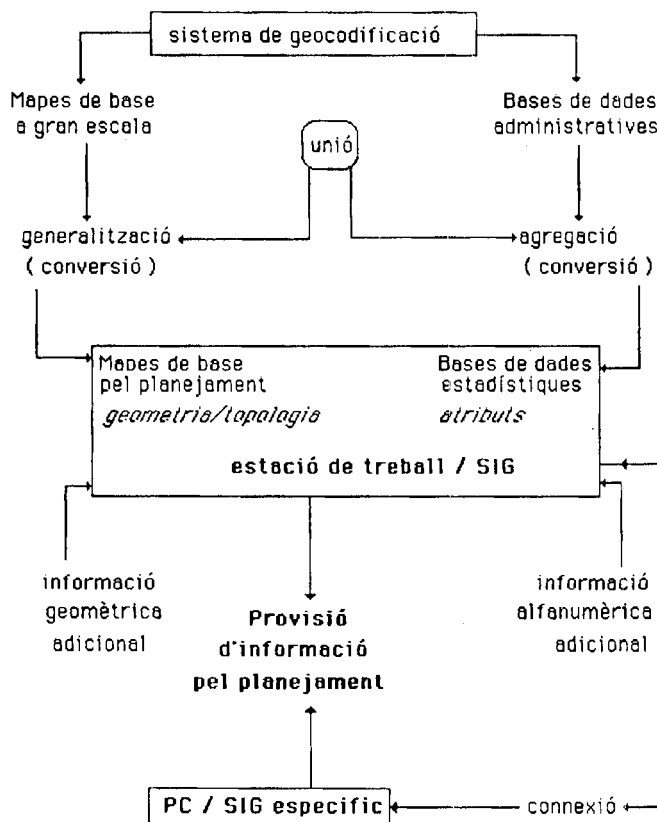 sistema de geocodificació
Mapes de base
a gran escala
Bases de dades
administratives
unió
generalització
(conversió)
agregació
(conversió)
Mapes de base
pel planejament
geometria/topologia
Bases de dades
estadístiques
atributs
estació de treball / SIG
informació
geomètrica
adicional
Provisió
d'informació
pel planejament
informació
alfanumèrica
adicional
PC / SIG especific
connexió